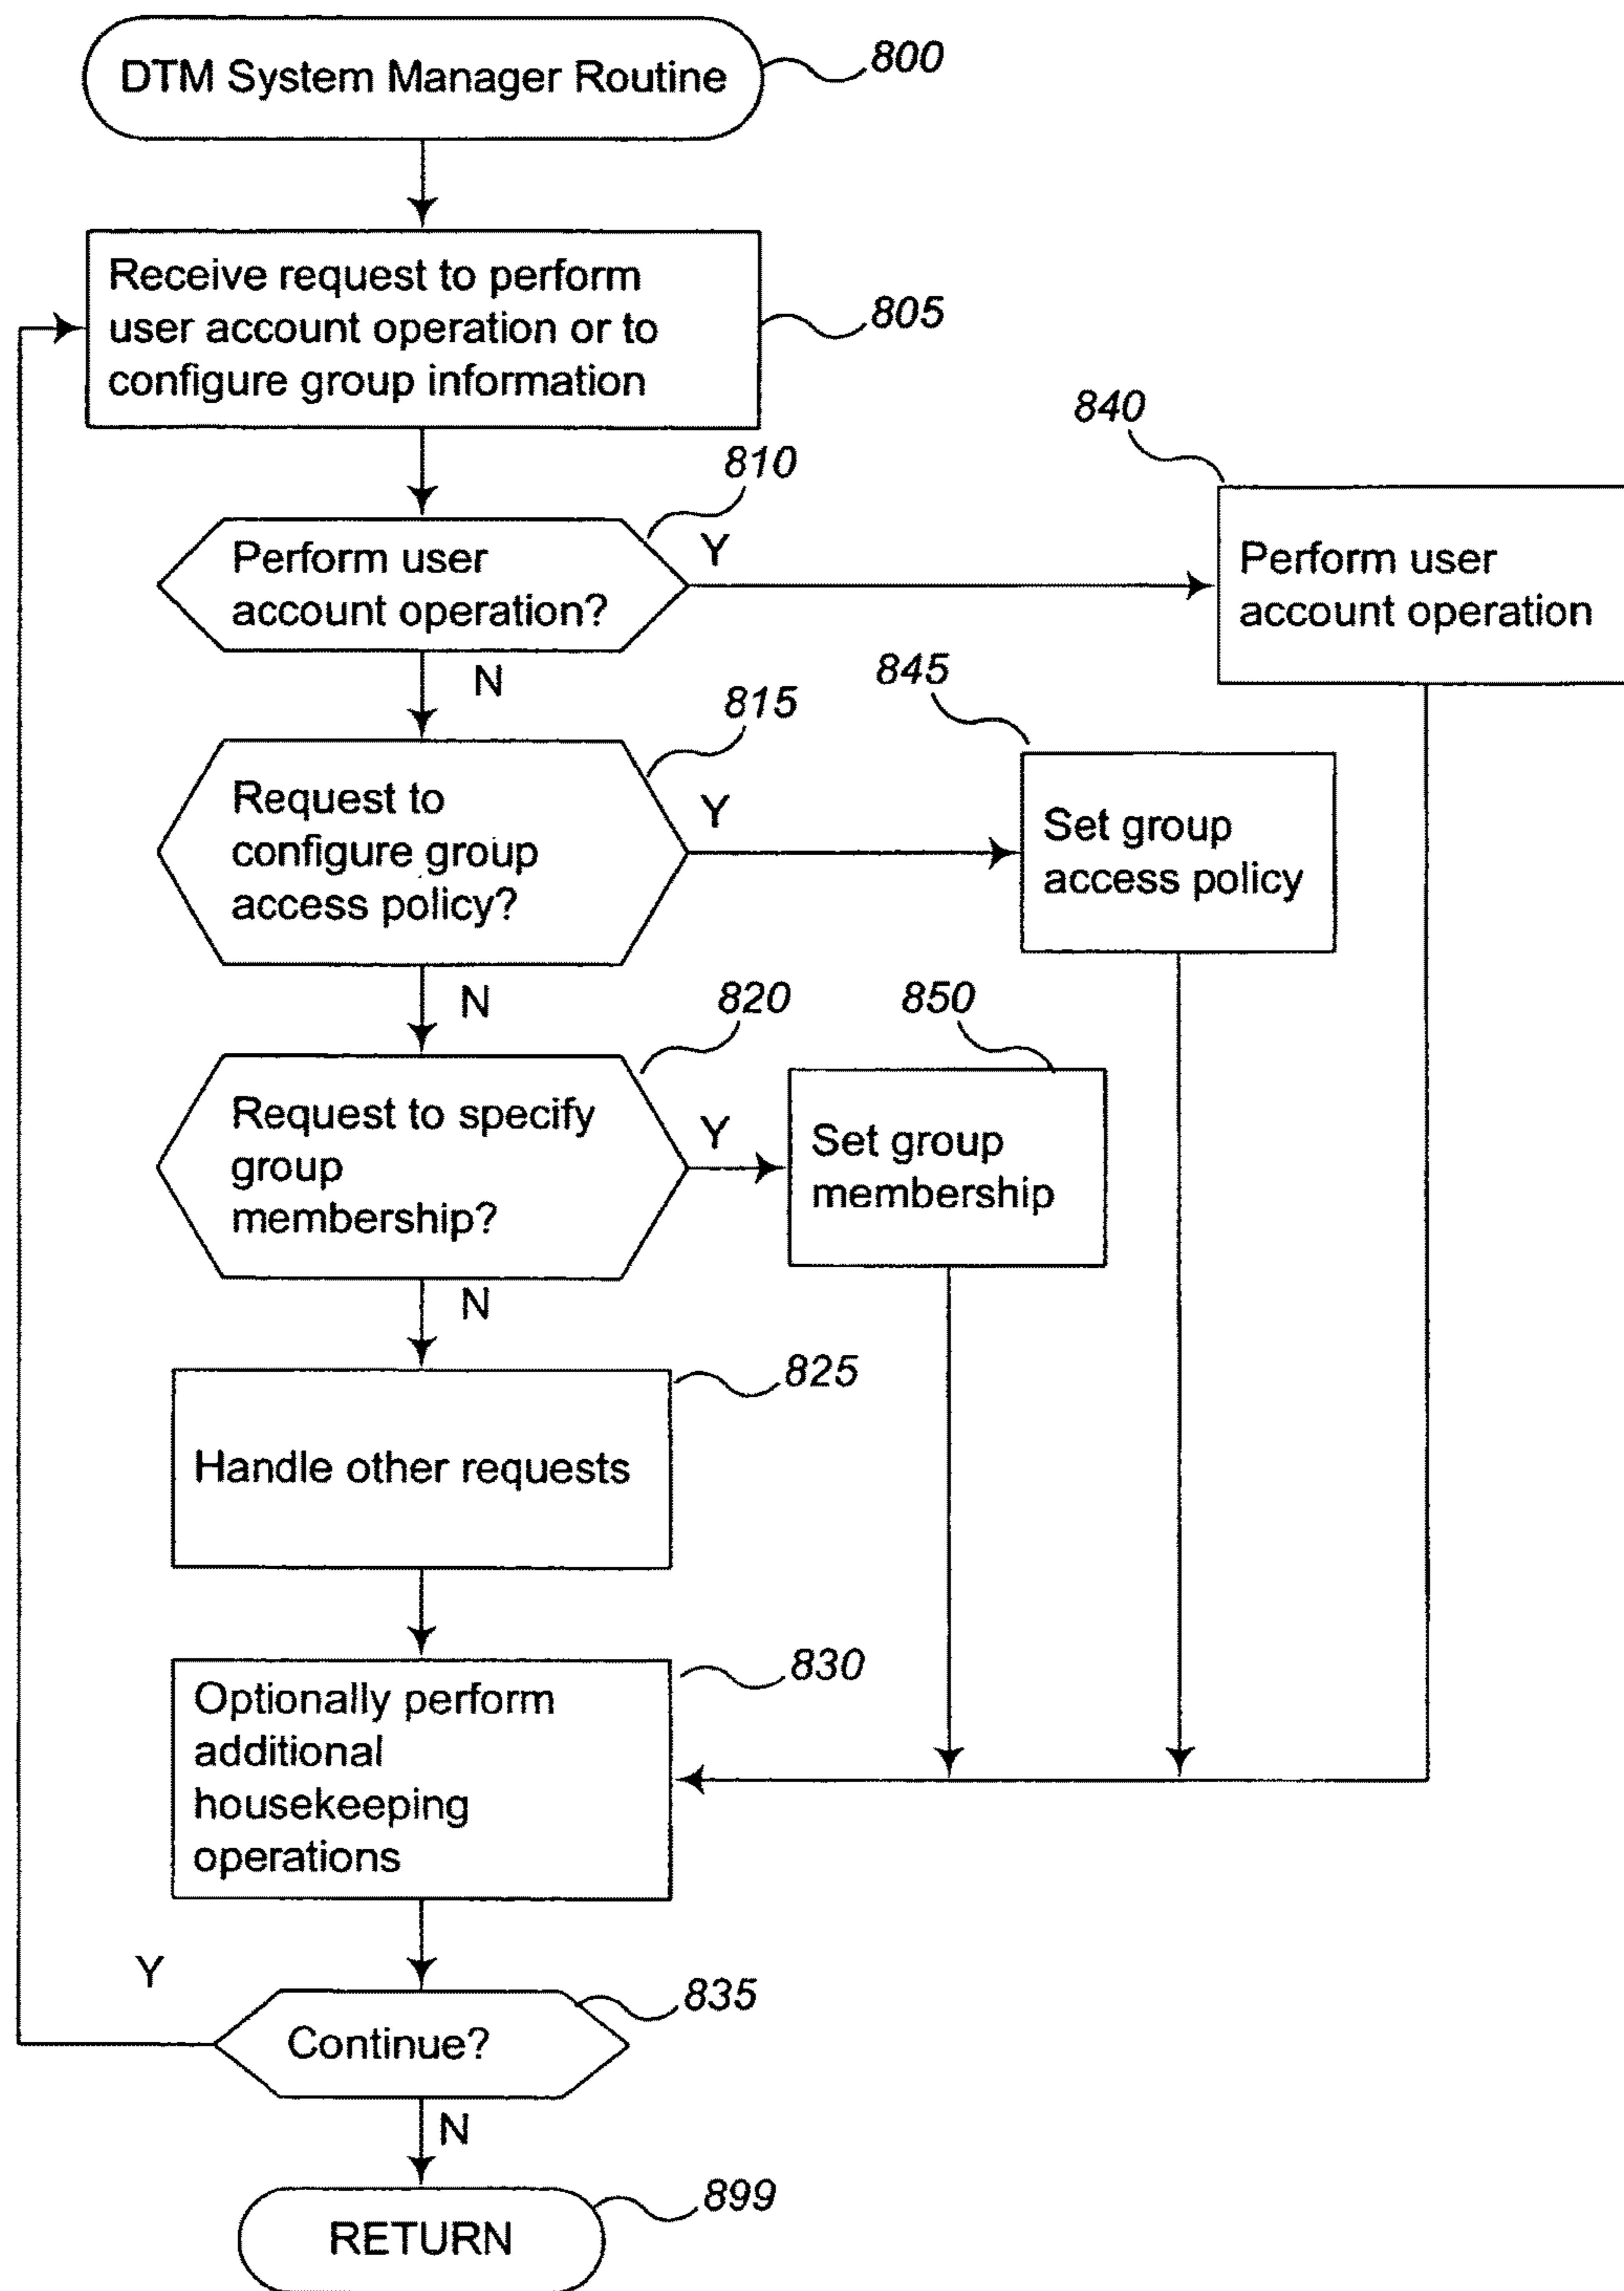 DTM System Manager Routine
800
Receive request to perform
user account operation or to
configure group information
805
840
810
Perform user
account operation?
Y
Perform user
account operation
N
845
815
Request to
configure group
access policy?
Y
Set group
access policy
N
820
850
Request to specify
group
membership?
Y
Set group
membership
N
825
Handle other requests
830
Optionally perform
additional
housekeeping
operations
Y
835
Continue?
N
899
RETURN